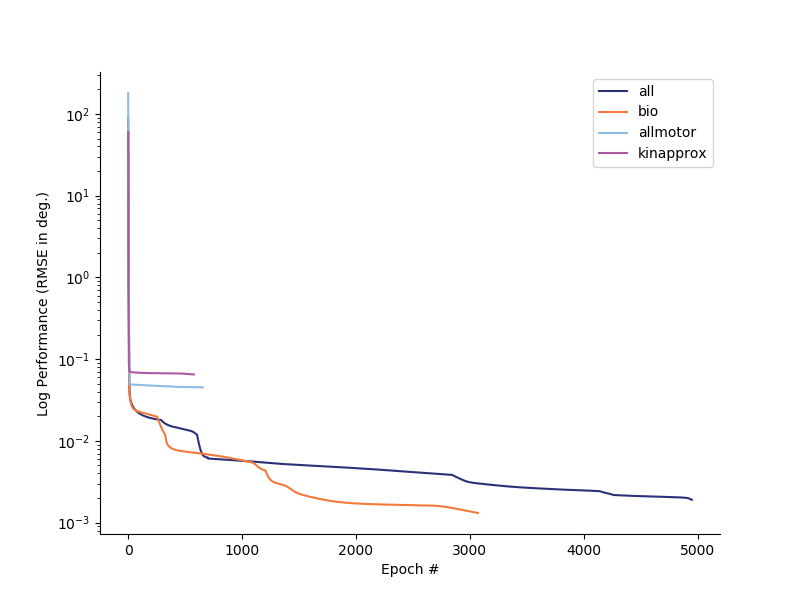 all
bio
allmotor
kinapprox
Log Performance (RMSE in deg.)
10²
10¹
10⁰
10⁻¹
10⁻²
10⁻³
0 1000 2000 3000 4000 5000
Epoch #